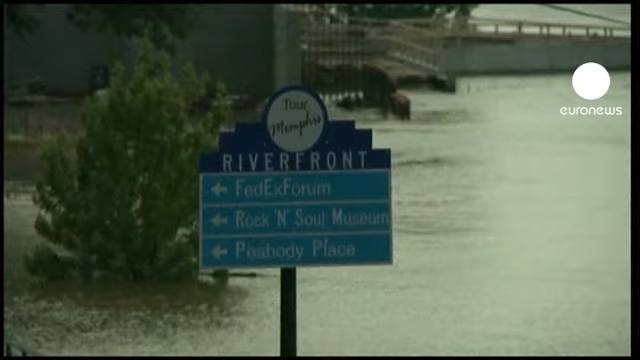 Tour
Memphis
RIVERFRONT
← FedExForum
← Rock 'N' Soul Museum
← Peabody Place
euronews